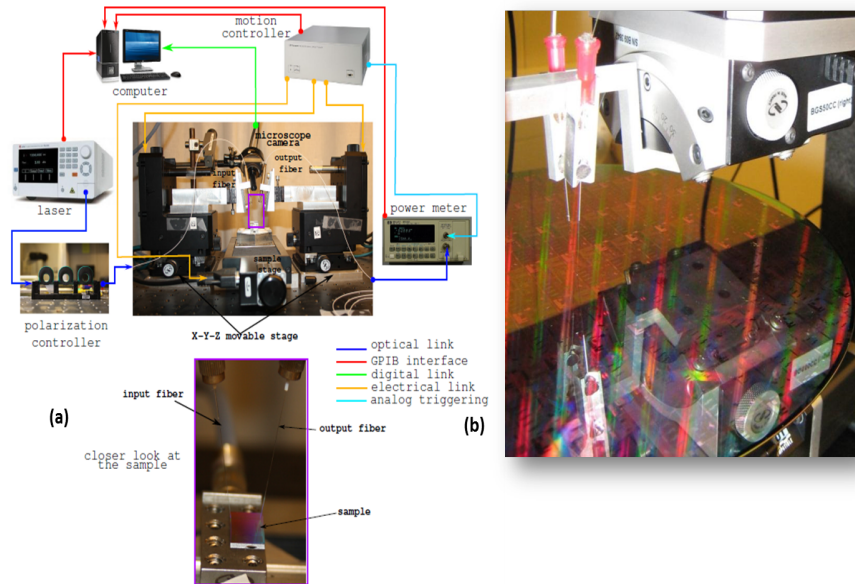 motion
controller
computer
microscope
camera
output
fiber
input
fiber
laser
power meter
sample
stage
polarization
controller
X-Y-Z movable stage
optical link
GPIB interface
digital link
electrical link
analog triggering
(a)
(b)
input fiber
output fiber
closer look at
the sample
sample
BGS50CC (right)